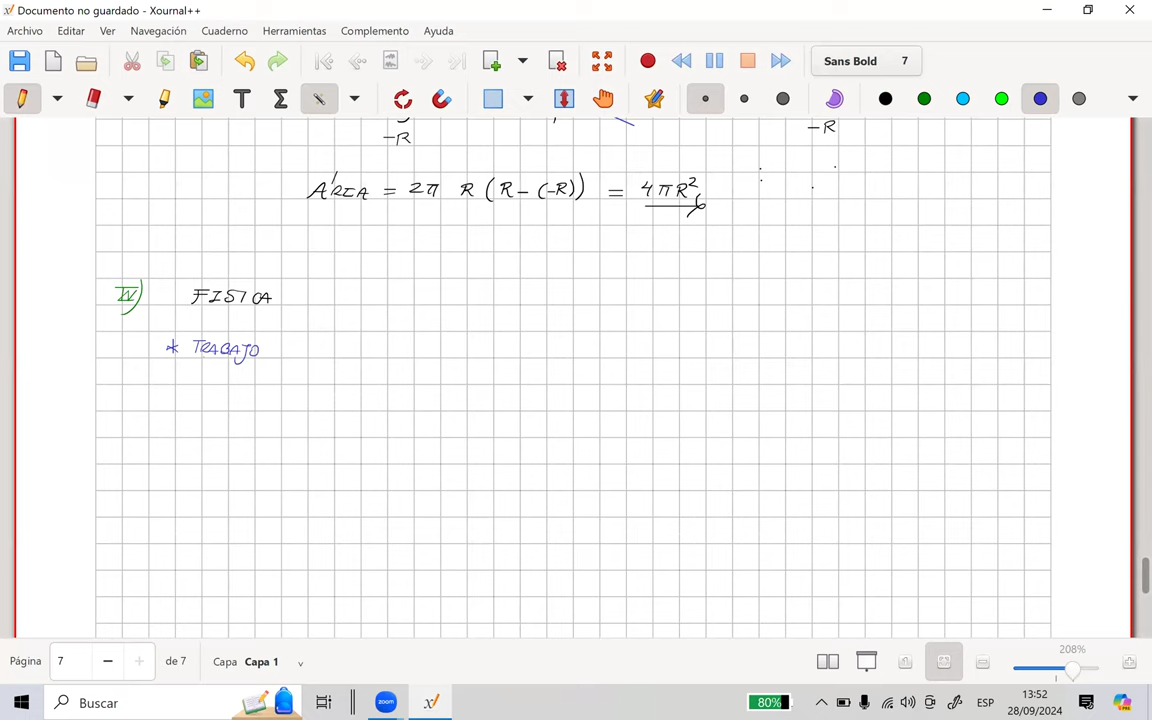 Documento no guardado - Xournal++
Archivo Editar Ver Navegación Cuaderno Herramientas Complemento Ayuda
Sans Bold 7
-R
-R
ÁREA = 2π R (R - (-R)) = 4πR²
IV) FISICA
* TRABAJO
208%
Página 7 de 7 Capa Capa 1
Buscar
zoom
80%
ESP
13:52
28/09/2024